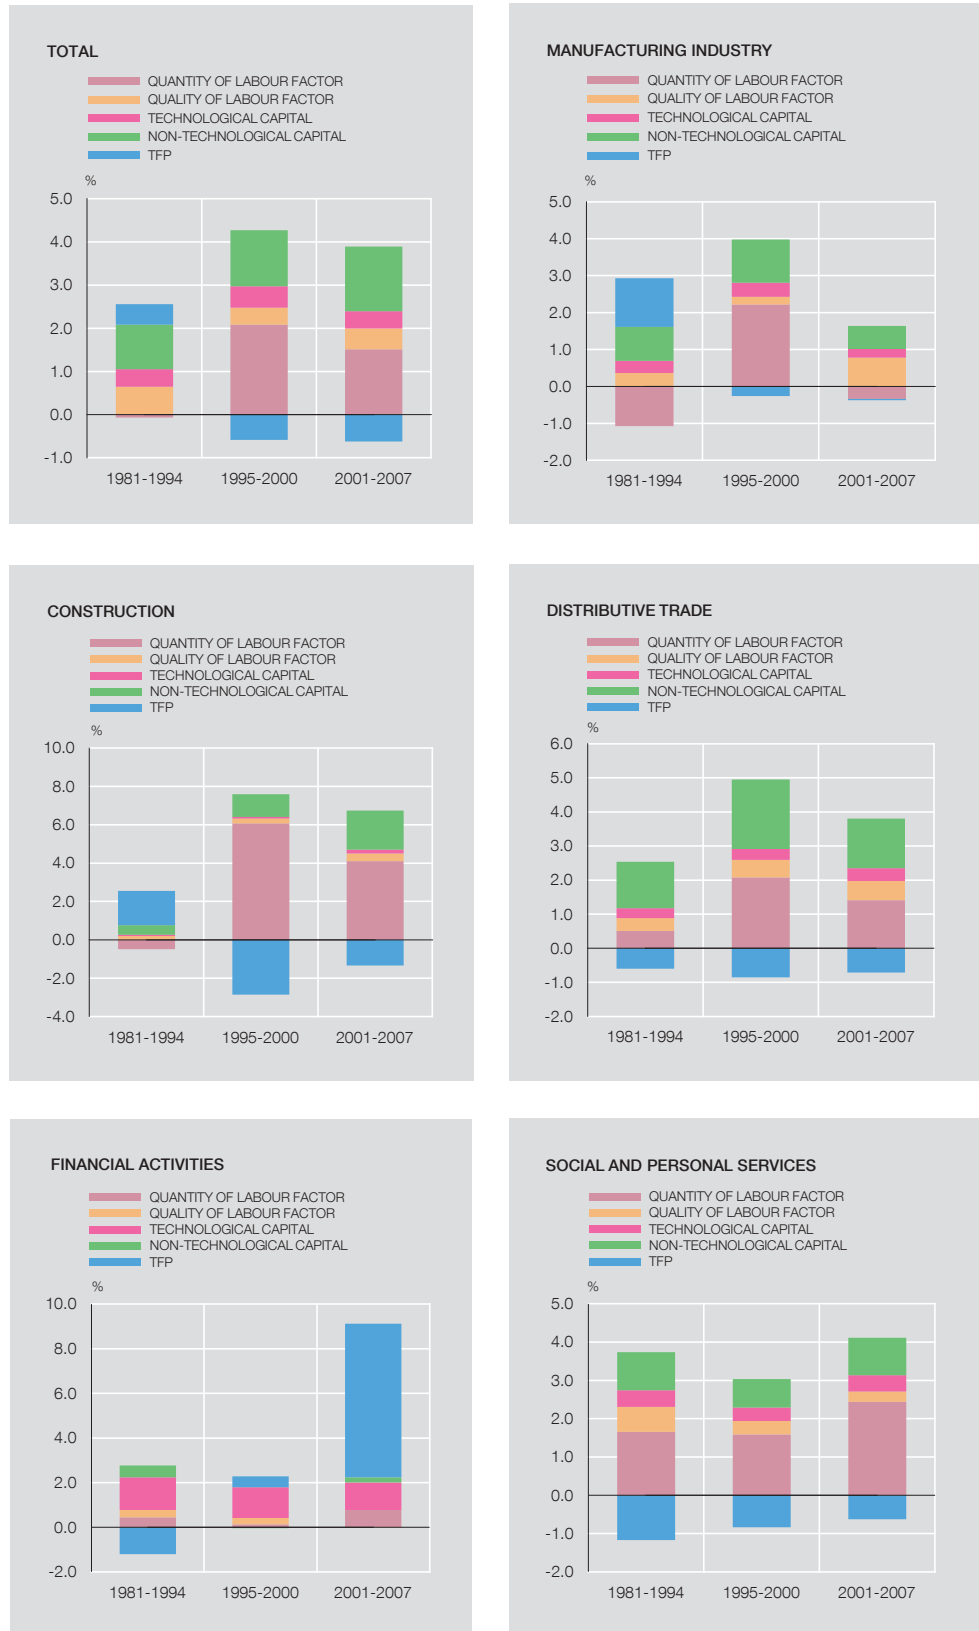 TOTAL
QUANTITY OF LABOUR FACTOR
QUALITY OF LABOUR FACTOR
TECHNOLOGICAL CAPITAL
NON-TECHNOLOGICAL CAPITAL
TFP
%
5.0
4.0
3.0
2.0
1.0
0.0
-1.0
1981-1994 1995-2000 2001-2007
MANUFACTURING INDUSTRY
QUANTITY OF LABOUR FACTOR
QUALITY OF LABOUR FACTOR
TECHNOLOGICAL CAPITAL
NON-TECHNOLOGICAL CAPITAL
TFP
%
5.0
4.0
3.0
2.0
1.0
0.0
-1.0
-2.0
1981-1994 1995-2000 2001-2007
CONSTRUCTION
QUANTITY OF LABOUR FACTOR
QUALITY OF LABOUR FACTOR
TECHNOLOGICAL CAPITAL
NON-TECHNOLOGICAL CAPITAL
TFP
%
10.0
8.0
6.0
4.0
2.0
0.0
-2.0
-4.0
1981-1994 1995-2000 2001-2007
DISTRIBUTIVE TRADE
QUANTITY OF LABOUR FACTOR
QUALITY OF LABOUR FACTOR
TECHNOLOGICAL CAPITAL
NON-TECHNOLOGICAL CAPITAL
TFP
%
6.0
5.0
4.0
3.0
2.0
1.0
0.0
-1.0
-2.0
1981-1994 1995-2000 2001-2007
FINANCIAL ACTIVITIES
QUANTITY OF LABOUR FACTOR
QUALITY OF LABOUR FACTOR
TECHNOLOGICAL CAPITAL
NON-TECHNOLOGICAL CAPITAL
TFP
%
10.0
8.0
6.0
4.0
2.0
0.0
-2.0
1981-1994 1995-2000 2001-2007
SOCIAL AND PERSONAL SERVICES
QUANTITY OF LABOUR FACTOR
QUALITY OF LABOUR FACTOR
TECHNOLOGICAL CAPITAL
NON-TECHNOLOGICAL CAPITAL
TFP
%
5.0
4.0
3.0
2.0
1.0
0.0
-1.0
-2.0
1981-1994 1995-2000 2001-2007